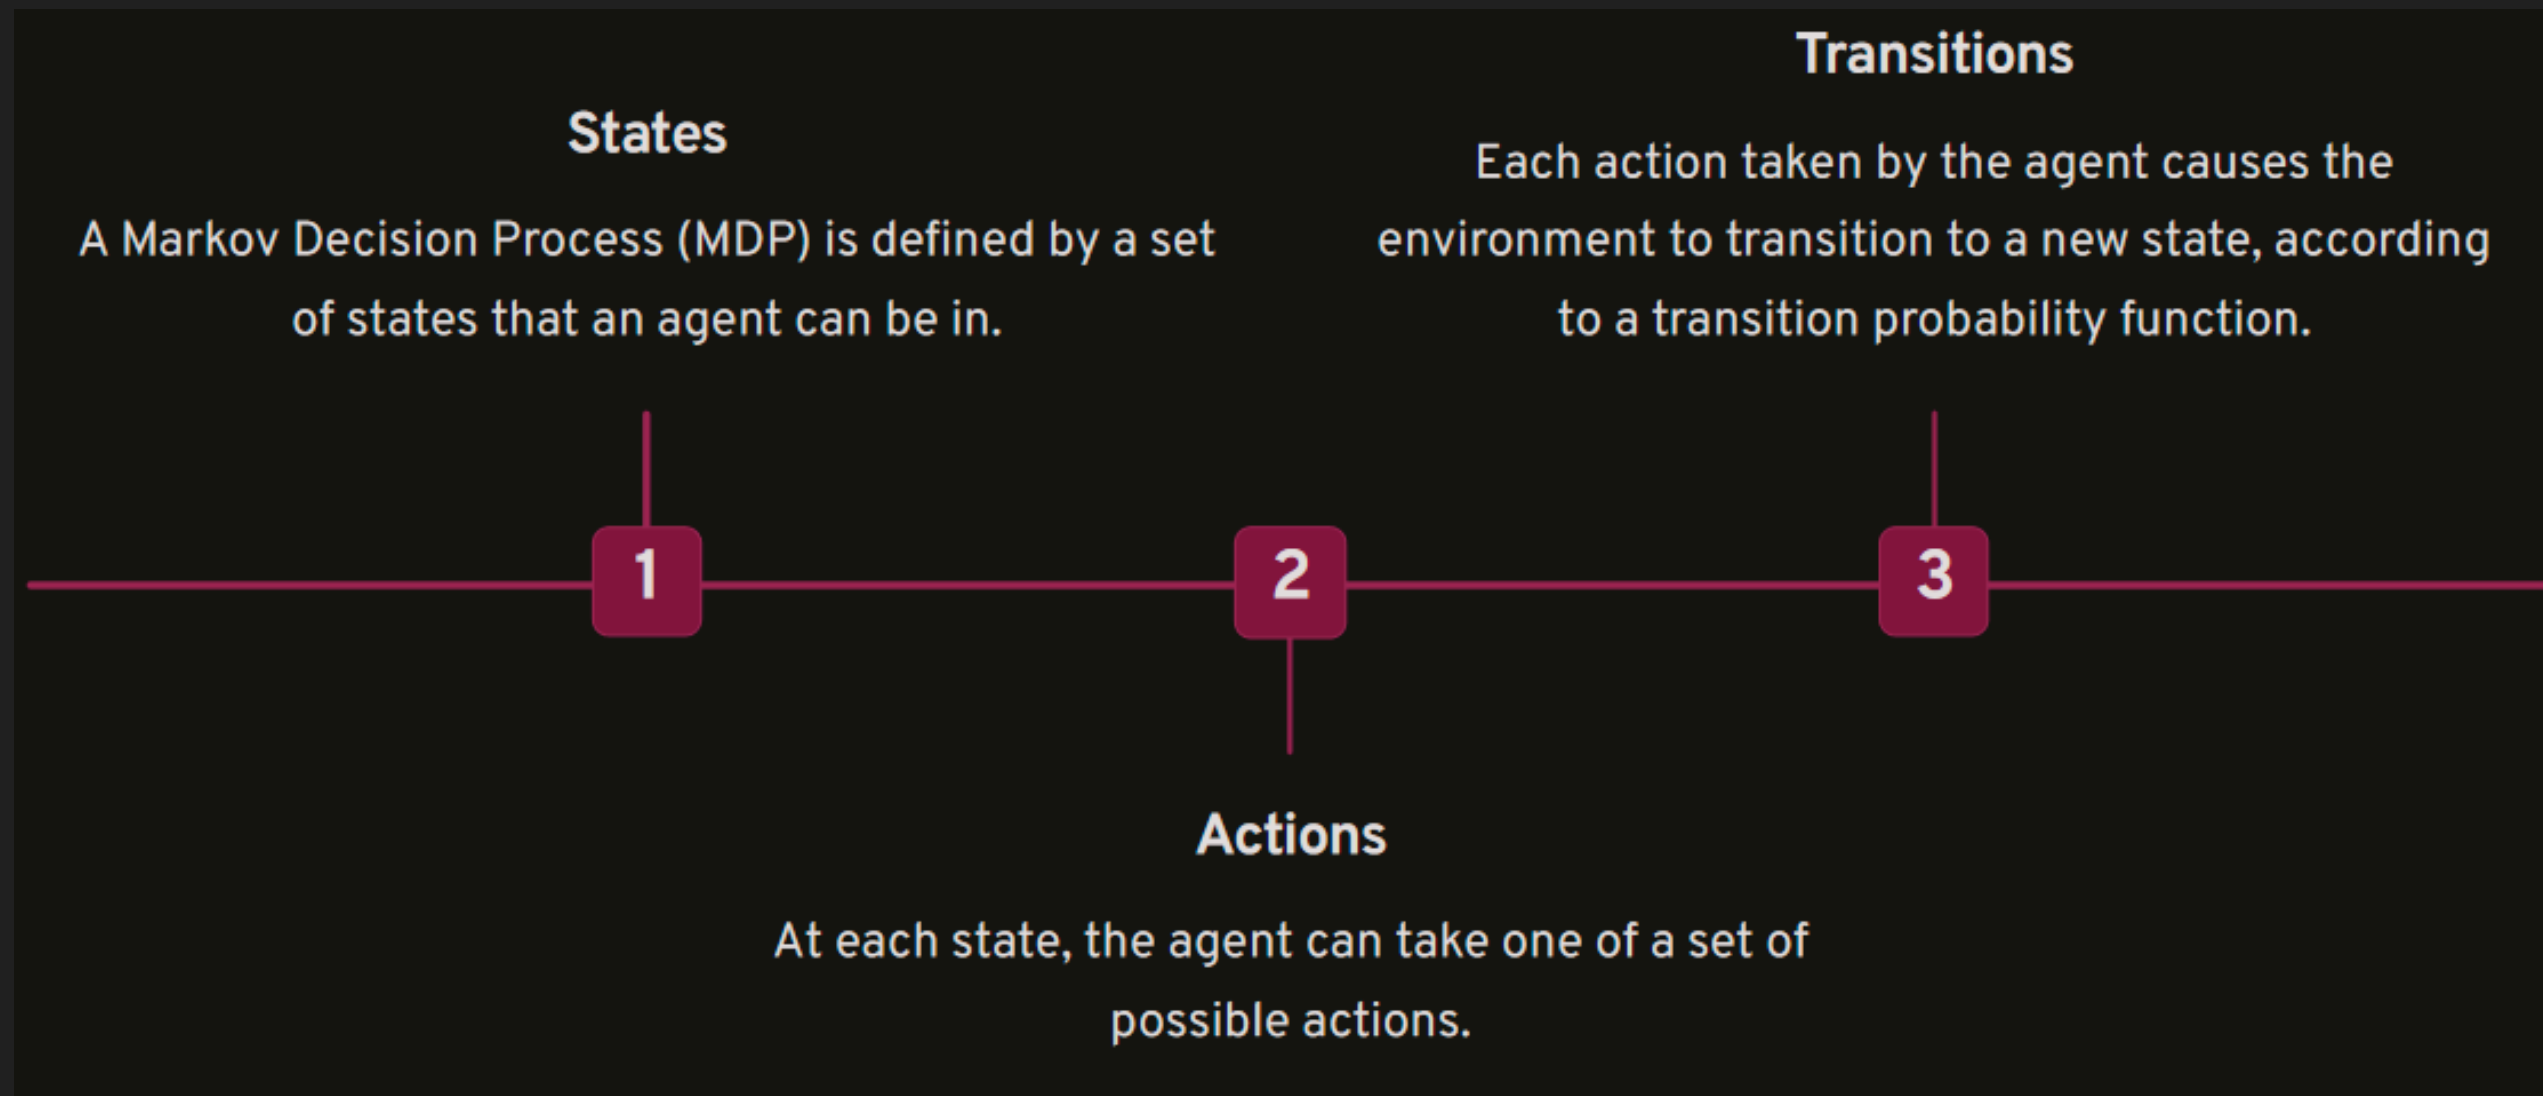 States
A Markov Decision Process (MDP) is defined by a set
of states that an agent can be in.
1
2
Actions
At each state, the agent can take one of a set of
possible actions.
Transitions
Each action taken by the agent causes the
environment to transition to a new state, according
to a transition probability function.
3